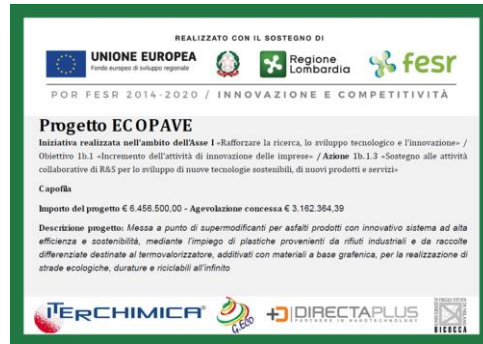 REALIZZATO CON IL SOSTEGNO DI
UNIONE EUROPEA
Fondo europeo di sviluppo regionale
Regione
Lombardia
fesr
POR FESR 2014-2020 / INNOVAZIONE E COMPETITIVITÀ
Progetto ECOPAVE
Iniziativa realizzata nell'ambito dell'Asse I «Rafforzare la ricerca, lo sviluppo tecnologico e l'innovazione» /
Obiettivo 1b.1 «Incremento dell'attività di innovazione delle imprese» / Azione 1b.1.3 «Sostegno alle attività
collaborative di R&S per lo sviluppo di nuove tecnologie sostenibili, di nuovi prodotti e servizi»
Capofila
Importo del progetto € 6.456.500,00 - Agevolazione concessa € 3.162.364,39
Descrizione progetto: Messa a punto di supermodificanti per asfalti prodotti con innovativo sistema ad alta
efficienza e sostenibilità, mediante l'impiego di plastiche provenienti da rifiuti industriali e da raccolte
differenziate destinate al termovalorizzatore, additivati con materiali a base grafenica, per la realizzazione di
strade ecologiche, durature e riciclabili all'infinito
ITERCHIMICA
G.Eco
DIRECTAPLUS
PARTNERS IN NANOTECHNOLOGY
BICOCCA